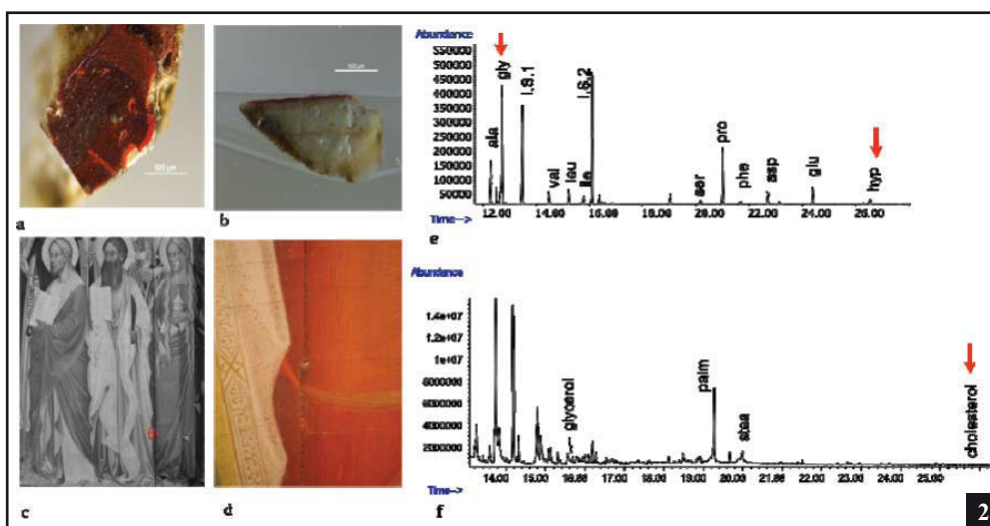 a
b
Abundance
550000
500000
450000
400000
350000
300000
250000
200000
150000
100000
50000
Time-->
ala
gly
I.S.1
val
leu
ile
I.S.2
ser
pro
phe
asp
glu
hyp
12.00 14.00 16.00 18.00 20.00 22.00 24.00 26.00
e
c
d
Abundance
1.4e+07
1.2e+07
1e+07
8000000
6000000
4000000
2000000
Time-->
glycerol
palm
stea
cholesterol
14.00 15.00 16.00 17.00 18.00 19.00 20.00 21.00 22.00 23.00 24.00 25.00
f
2